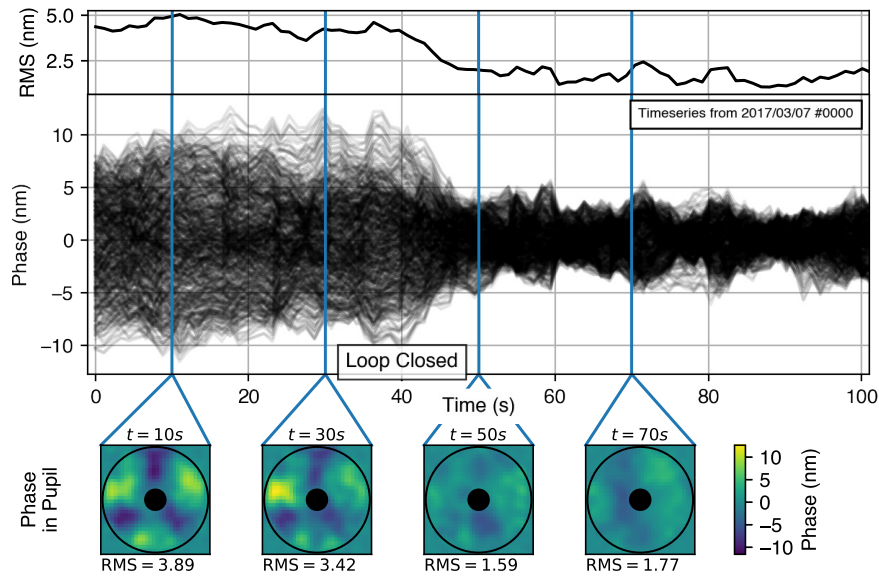 RMS (nm)
5.0
2.5
Timeseries from 2017/03/07 #0000
Phase (nm)
10
5
0
−5
−10
Loop Closed
0 20 40 60 80 100
Time (s)
t = 10s t = 30s t = 50s t = 70s
Phase
in Pupil
RMS = 3.89 RMS = 3.42 RMS = 1.59 RMS = 1.77
10
5
0
−5
−10
Phase (nm)